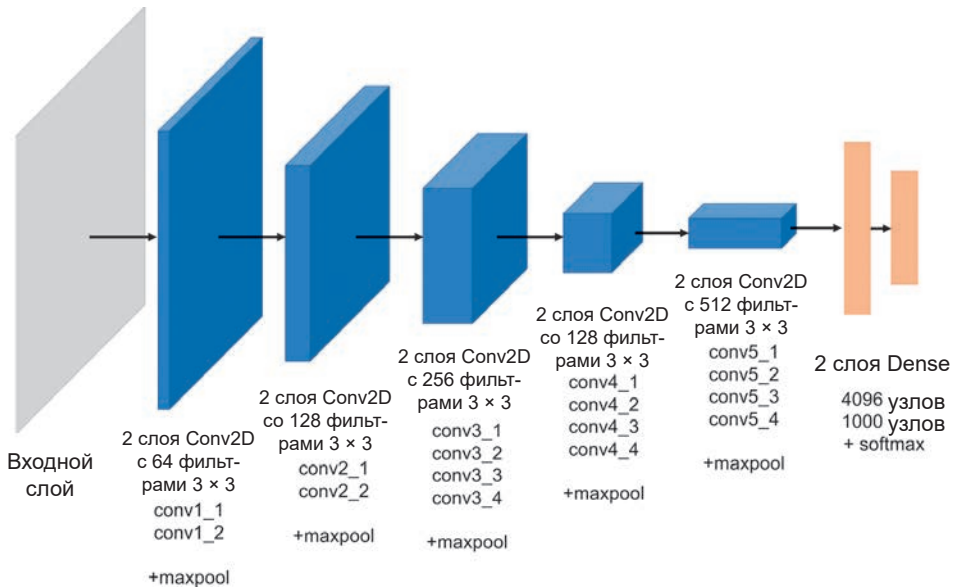 Входной
слой
2 слоя Conv2D
с 64 фильт-
рами 3 × 3
conv1_1
conv1_2
+maxpool
2 слоя Conv2D
со 128 фильт-
рами 3 × 3
conv2_1
conv2_2
+maxpool
2 слоя Conv2D
с 256 фильт-
рами 3 × 3
conv3_1
conv3_2
conv3_3
conv3_4
+maxpool
2 слоя Conv2D
со 128 фильт-
рами 3 × 3
conv4_1
conv4_2
conv4_3
conv4_4
+maxpool
2 слоя Conv2D
с 512 фильт-
рами 3 × 3
conv5_1
conv5_2
conv5_3
conv5_4
+maxpool
2 слоя Dense
4096 узлов
1000 узлов
+ softmax